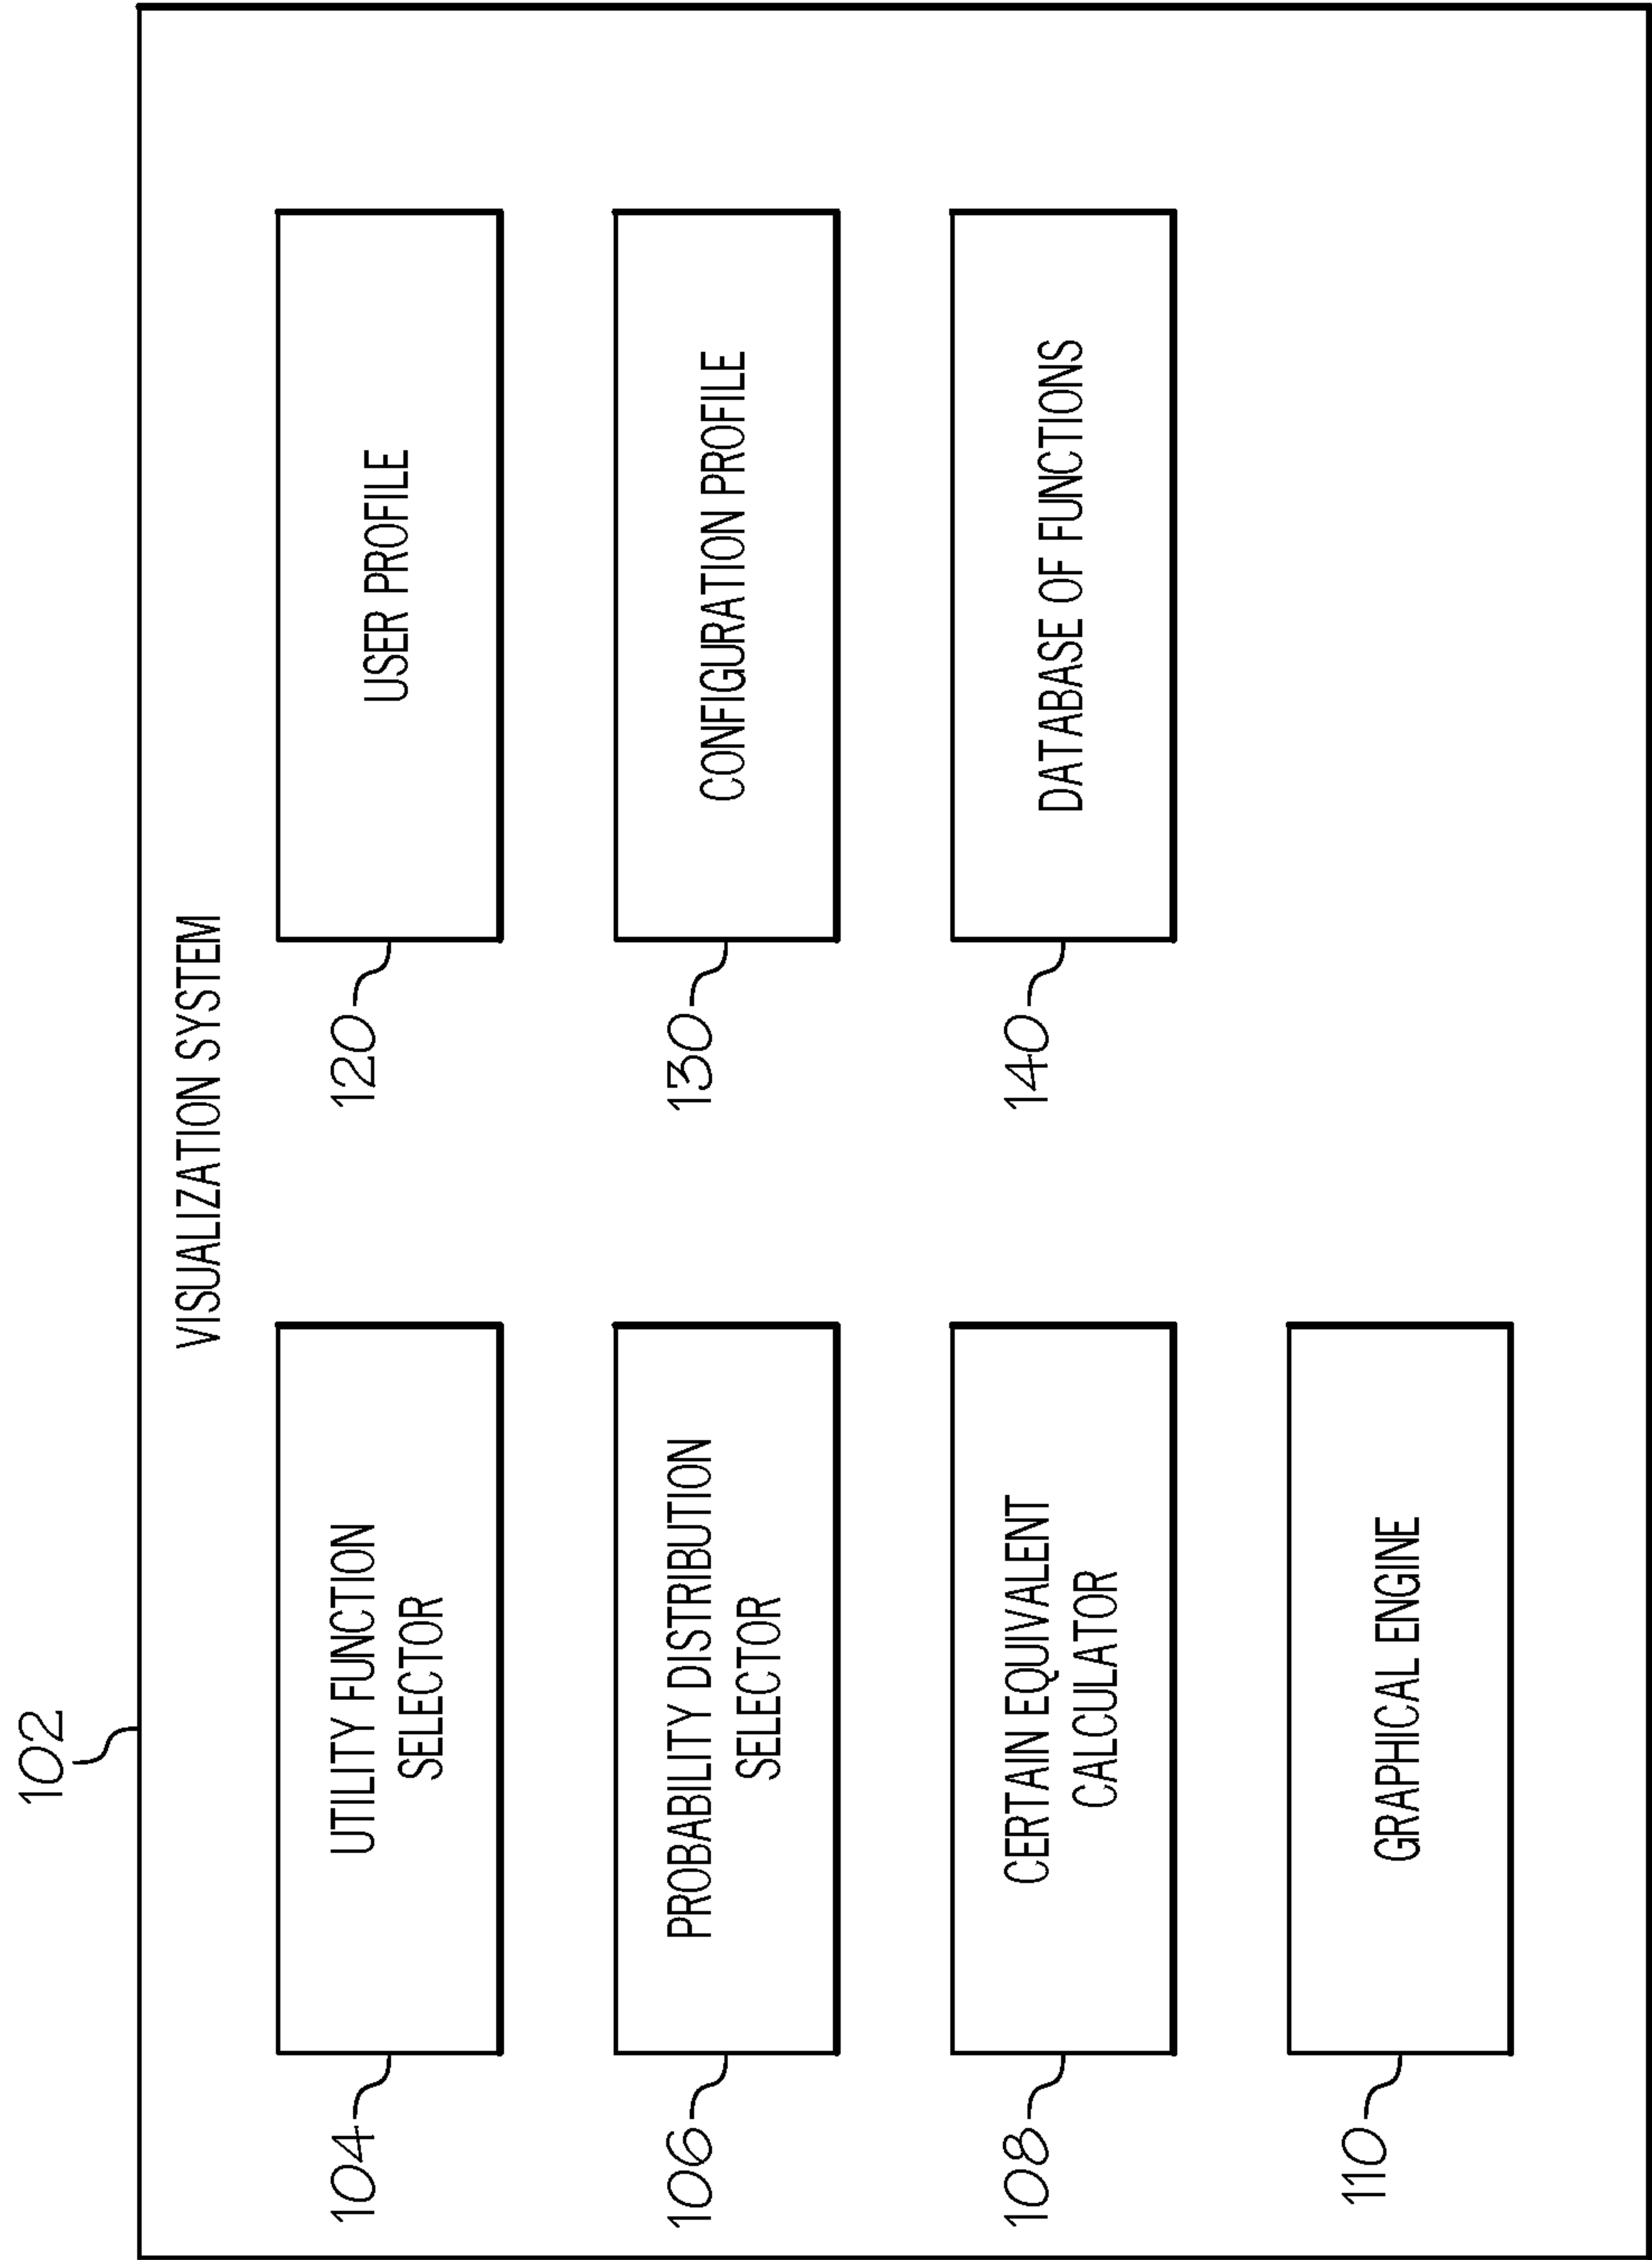 102
VISUALIZATION SYSTEM
104
UTILITY FUNCTION
SELECTOR
120
USER PROFILE
106
PROBABILITY DISTRIBUTION
SELECTOR
130
CONFIGURATION PROFILE
108
CERTAIN EQUIVALENT
CALCULATOR
140
DATABASE OF FUNCTIONS
110
GRAPHICAL ENGINE